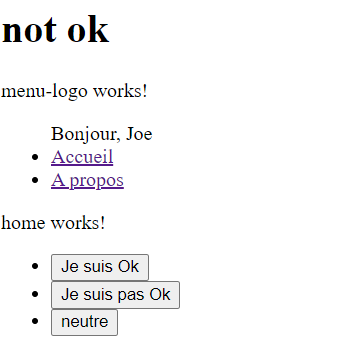 not ok
menu-logo works!
Bonjour, Joe
Accueil
A propos
home works!
Je suis Ok
Je suis pas Ok
neutre